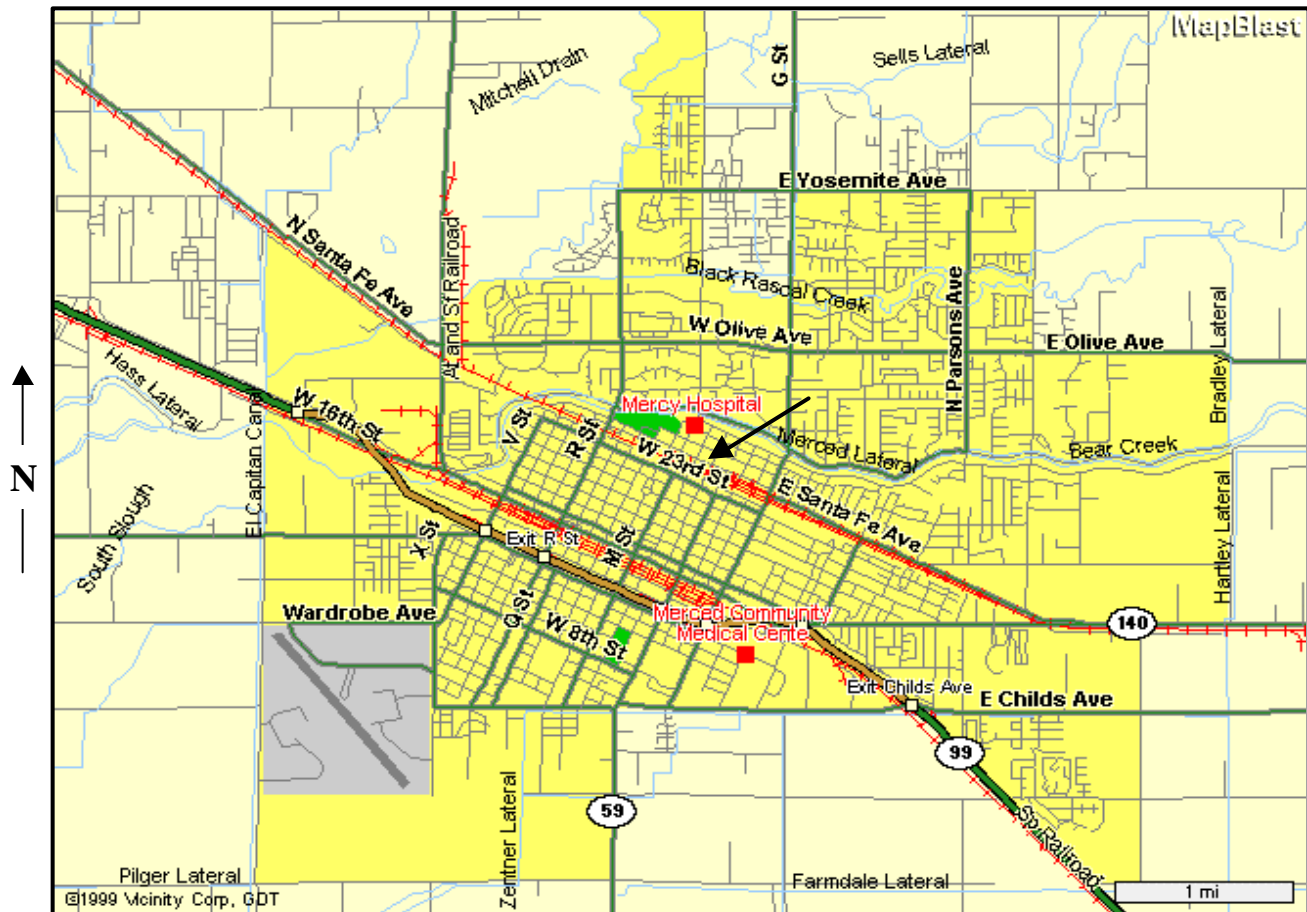 MapBlast
G St
Sells Lateral
Mitchell Drain
E Yosemite Ave
N Santa Fe Ave
At and Sf Railroad
Black Rascal Creek
N Parsons Ave
Bradley Lateral
W Olive Ave
E Olive Ave
Hess Lateral
W 16th St
El Capitan Canal
V St
R St
Mercy Hospital
W 23rd St
Merced Lateral
Bear Creek
N
E Santa Fe Ave
South Slough
X St
Exit R St
M St
Hartley Lateral
Wardrobe Ave
Q St
W 8th St
Merced Community
Medical Cente
140
Exit Childs Ave
E Childs Ave
99
59
Zentner Lateral
Sp Railroad
Pilger Lateral
Farmdale Lateral
1 mi
©1999 Vicinity Corp, GDT